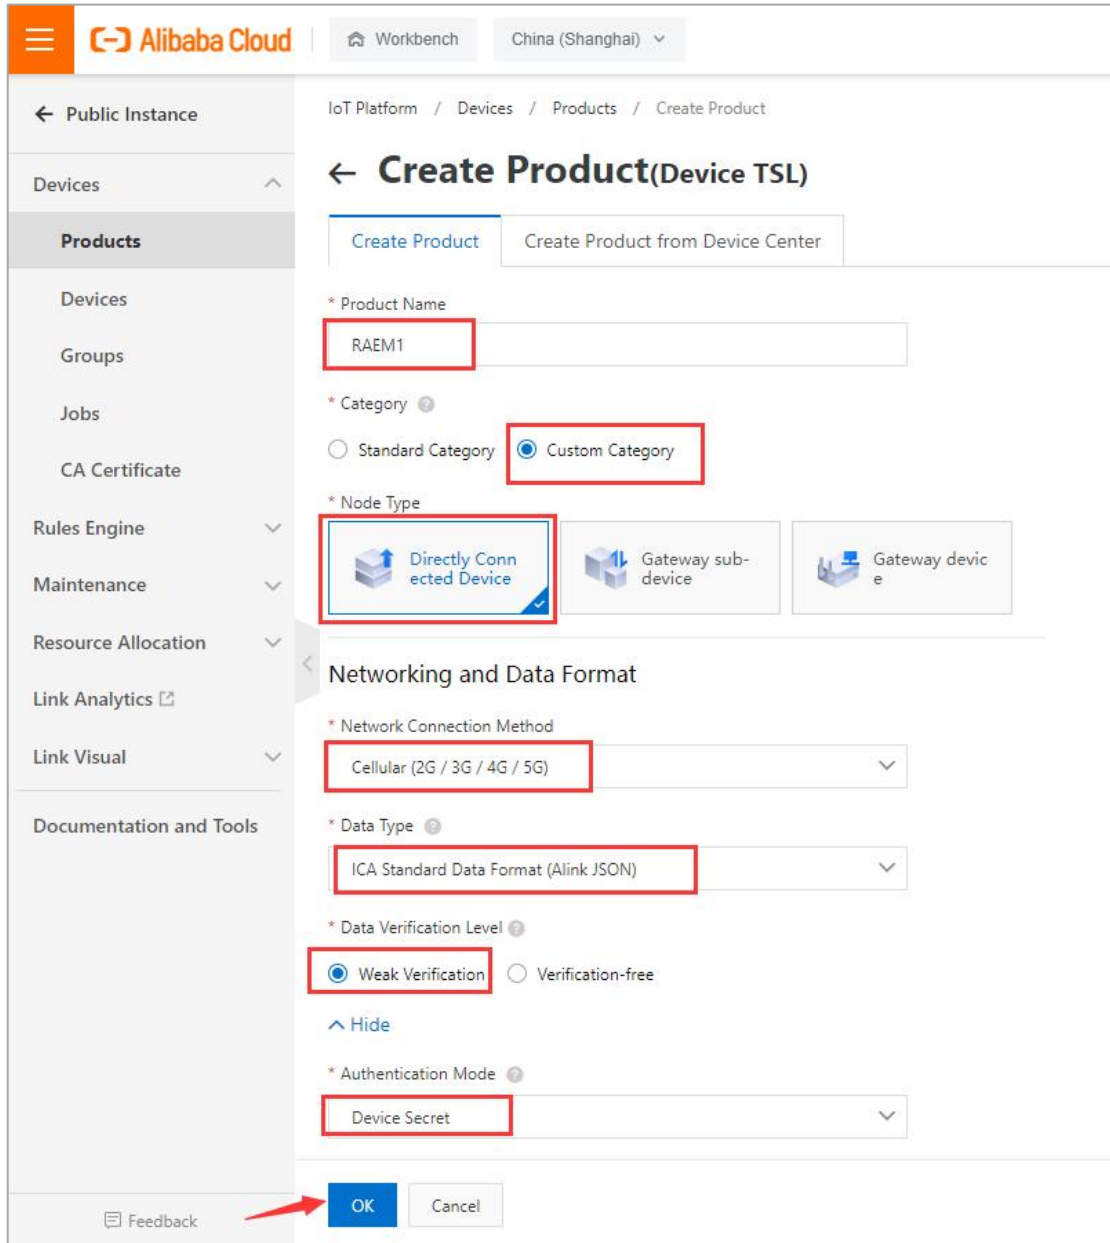 Alibaba Cloud
Workbench
China (Shanghai)
Public Instance
Devices
Products
Devices
Groups
Jobs
CA Certificate
Rules Engine
Maintenance
Resource Allocation
Link Analytics
Link Visual
Documentation and Tools
Feedback
IoT Platform / Devices / Products / Create Product
Create Product(Device TSL)
Create Product
Create Product from Device Center
* Product Name
RAEM1
* Category
Standard Category
Custom Category
* Node Type
Directly Conn
ected Device
Gateway sub-
device
Gateway devic
e
Networking and Data Format
* Network Connection Method
Cellular (2G / 3G / 4G / 5G)
* Data Type
ICA Standard Data Format (Alink JSON)
* Data Verification Level
Weak Verification
Verification-free
Hide
* Authentication Mode
Device Secret
OK
Cancel